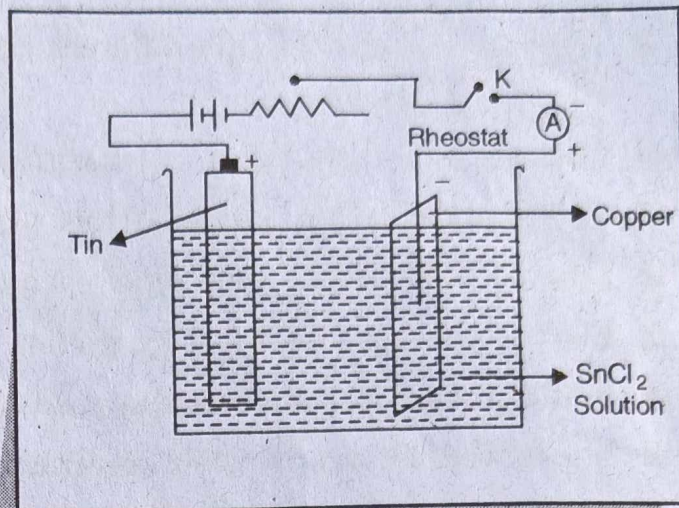 K
A
−
+
Rheostat
+
−
Copper
Tin
SnCl₂
Solution